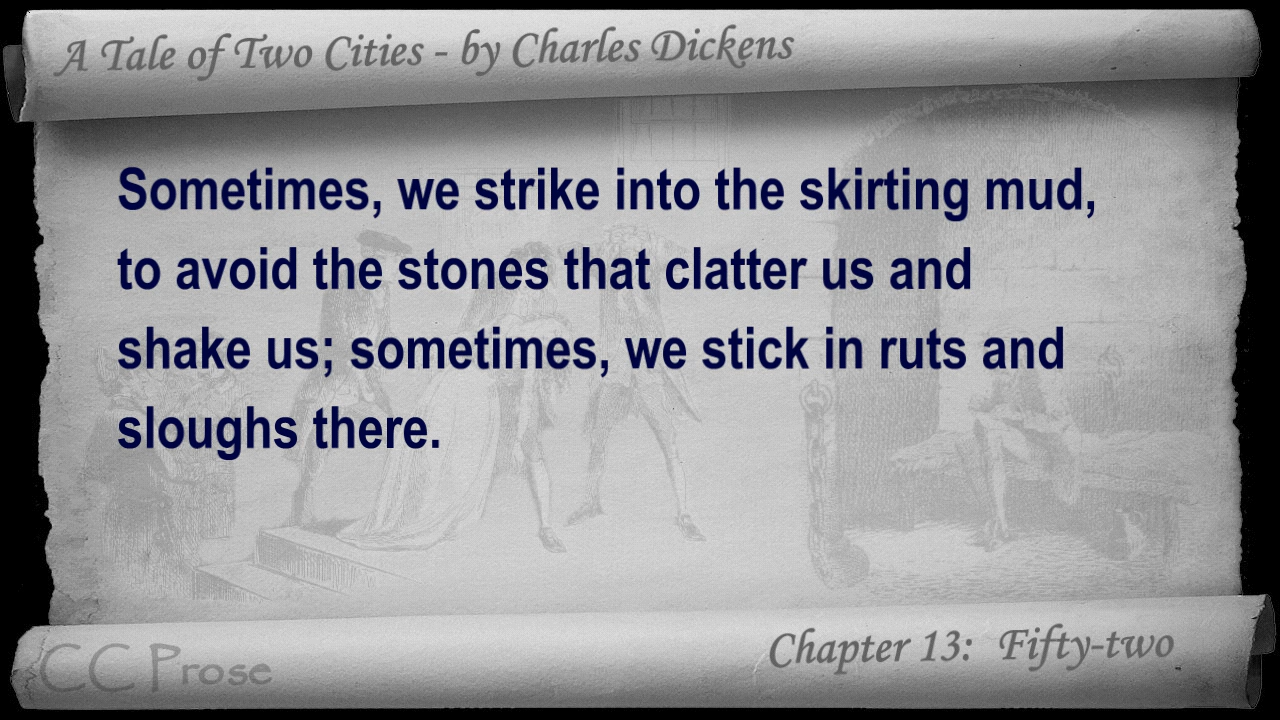 A Tale of Two Cities - by Charles Dickens
Sometimes, we strike into the skirting mud,
to avoid the stones that clatter us and
shake us; sometimes, we stick in ruts and
sloughs there.
CC Prose
Chapter 13: Fifty-two